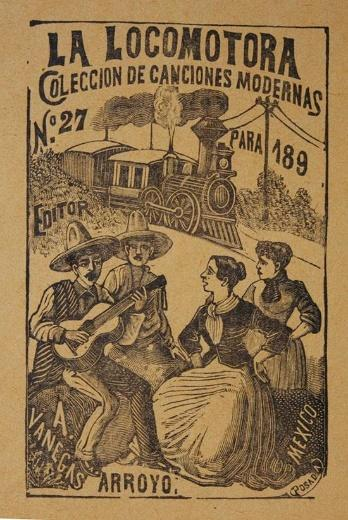 LA LOCOMOTORA
COLECCION DE CANCIONES MODERNAS
Nº 27
PARA 189
EDITOR
A.
VANEGAS
ARROYO.
MEXICO
POSADA